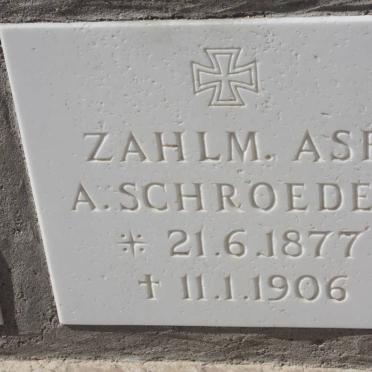 ZAHLM. ASP
A. SCHROEDE
* 21.6.1877
† 11.1.1906